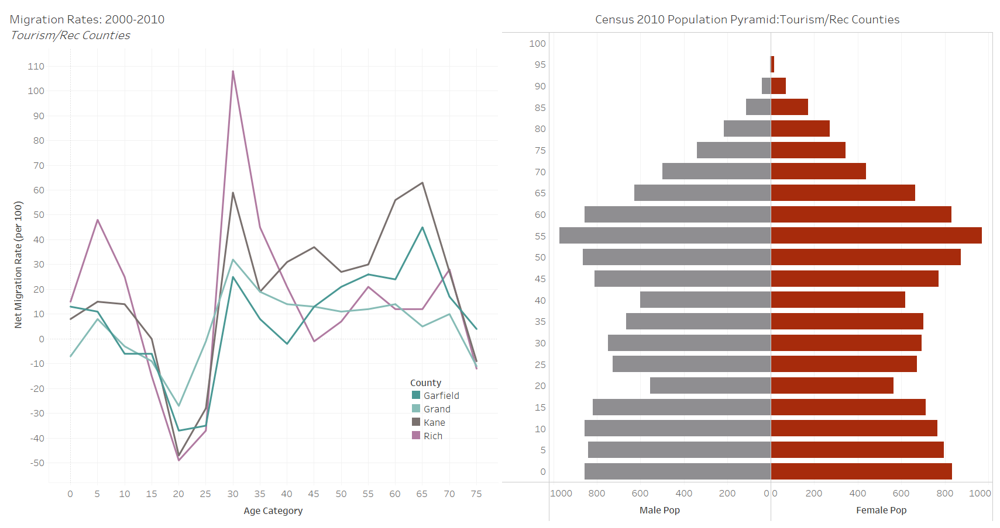 Migration Rates: 2000-2010
Tourism/Rec Counties
Net Migration Rate (per 100)
110
100
90
80
70
60
50
40
30
20
10
0
-10
-20
-30
-40
-50
0 5 10 15 20 25 30 35 40 45 50 55 60 65 70 75
Age Category
County
Garfield
Grand
Kane
Rich
Census 2010 Population Pyramid:Tourism/Rec Counties
100
95
90
85
80
75
70
65
60
55
50
45
40
35
30
25
20
15
10
5
0
1000 800 600 400 200 0 0 200 400 600 800 1000
Male Pop Female Pop